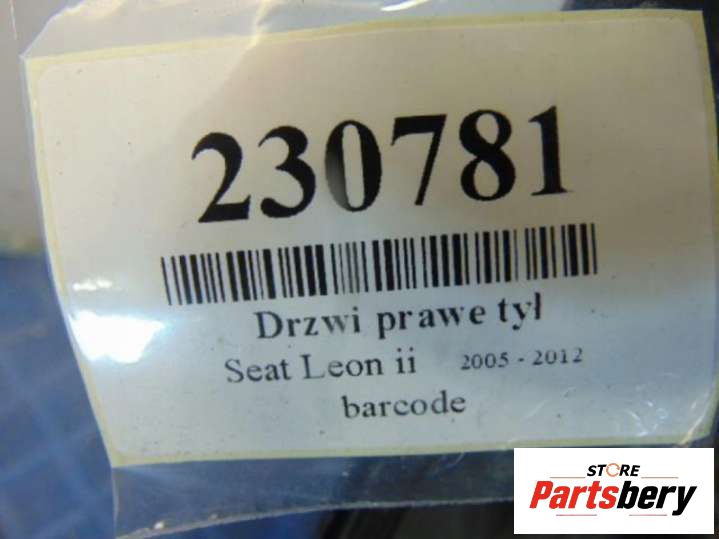 230781
Drzwi prawe tył
Seat Leon ii 2005 - 2012
barcode
STORE
Partsbery